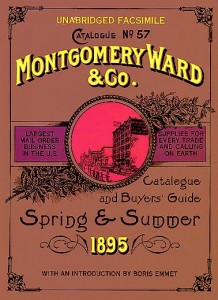 UNABRIDGED FACSIMILE
CATALOGUE No 57
MONTGOMERY WARD
& CO.
LARGEST
MAIL ORDER
BUSINESS
IN THE U.S.
SUPPLIES FOR
EVERY TRADE
AND CALLING
ON EARTH
Catalogue
and Buyers' Guide
Spring & Summer
1895
WITH AN INTRODUCTION BY BORIS EMMET